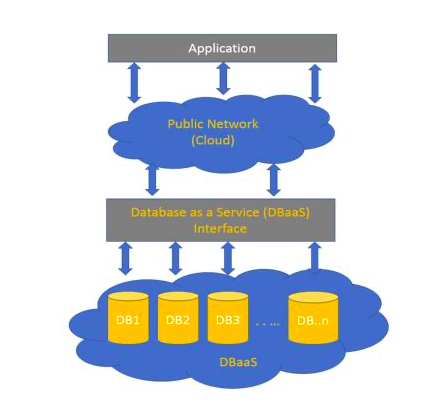 Application
Public Network
(Cloud)
Database as a Service (DBaaS)
Interface
DB1 DB2 DB3 . . ... DB..n
DBaaS